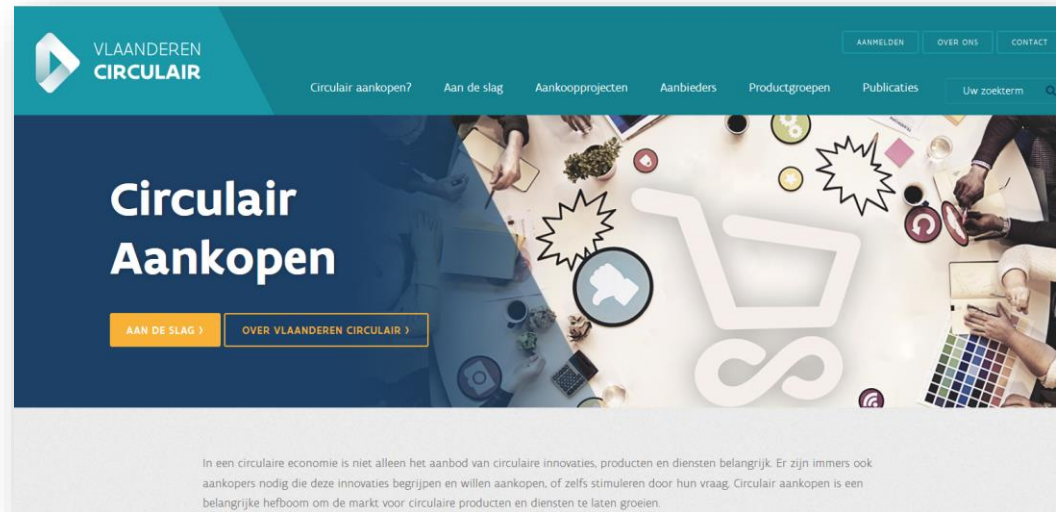 VLAANDEREN
CIRCULAIR
AANMELDEN OVER ONS CONTACT
Circulair aankopen? Aan de slag Aankoopprojecten Aanbieders Productgroepen Publicaties Uw zoekterm
Circulair
Aankopen
AAN DE SLAG ⟩ OVER VLAANDEREN CIRCULAIR ⟩
In een circulaire economie is niet alleen het aanbod van circulaire innovaties, producten en diensten belangrijk. Er zijn immers ook
aankopers nodig die deze innovaties begrijpen en willen aankopen, of zelfs stimuleren door hun vraag. Circulair aankopen is een
belangrijke hefboom om de markt voor circulaire producten en diensten te laten groeien.